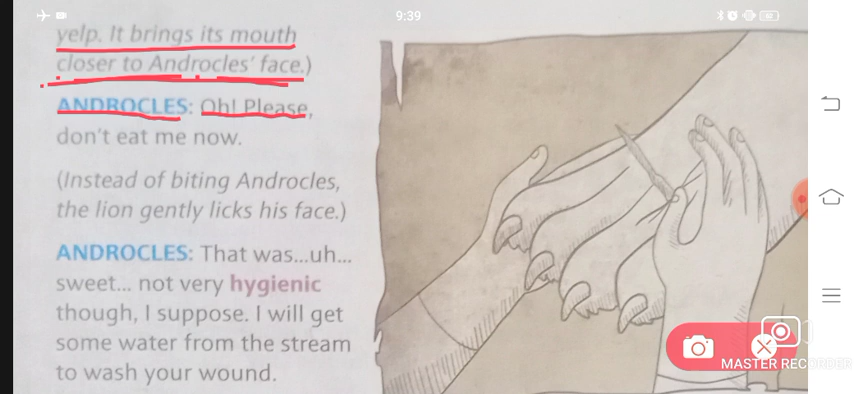 9:39
yelp. It brings its mouth
closer to Androcles' face.)
ANDROCLES: Oh! Please,
don't eat me now.
(Instead of biting Androcles,
the lion gently licks his face.)
ANDROCLES: That was...uh...
sweet... not very hygienic
though, I suppose. I will get
some water from the stream
to wash your wound.
MASTER RECORDER